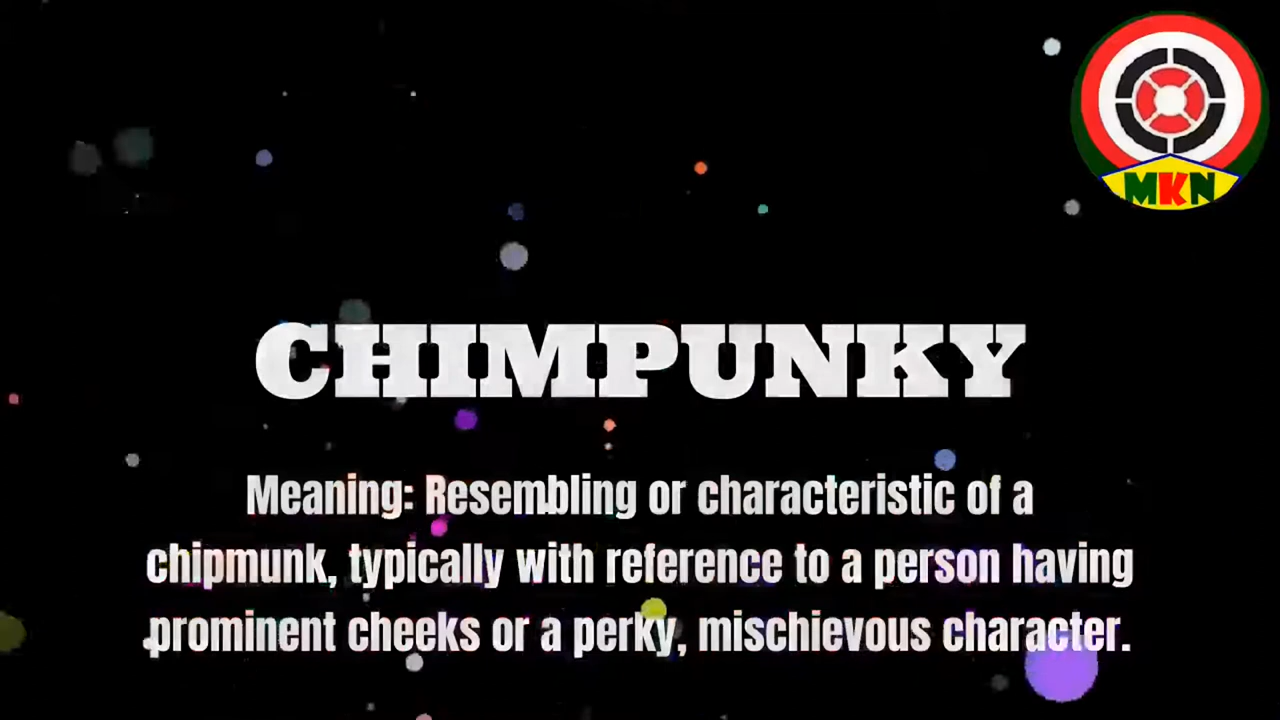 MKN
CHIMPUNKY
Meaning: Resembling or characteristic of a
chipmunk, typically with reference to a person having
prominent cheeks or a perky, mischievous character.